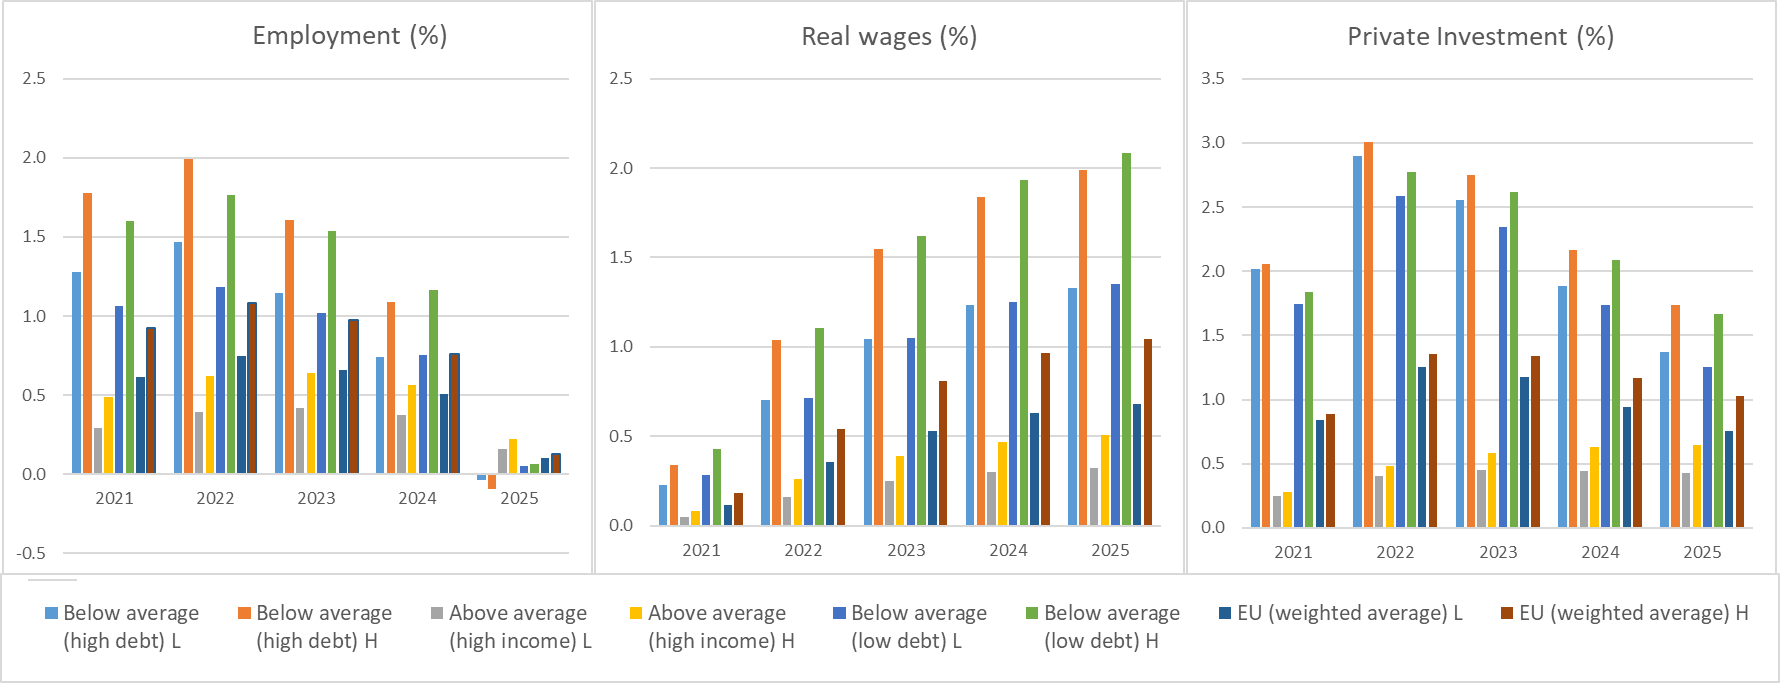 Employment (%)
2.5
2.0
1.5
1.0
0.5
0.0
-0.5
2021 2022 2023 2024 2025
Real wages (%)
2.5
2.0
1.5
1.0
0.5
0.0
2021 2022 2023 2024 2025
Private Investment (%)
3.5
3.0
2.5
2.0
1.5
1.0
0.5
0.0
2021 2022 2023 2024 2025
Below average
(high debt) L
Below average
(high debt) H
Above average
(high income) L
Above average
(high income) H
Below average
(low debt) L
Below average
(low debt) H
EU (weighted average) L
EU (weighted average) H